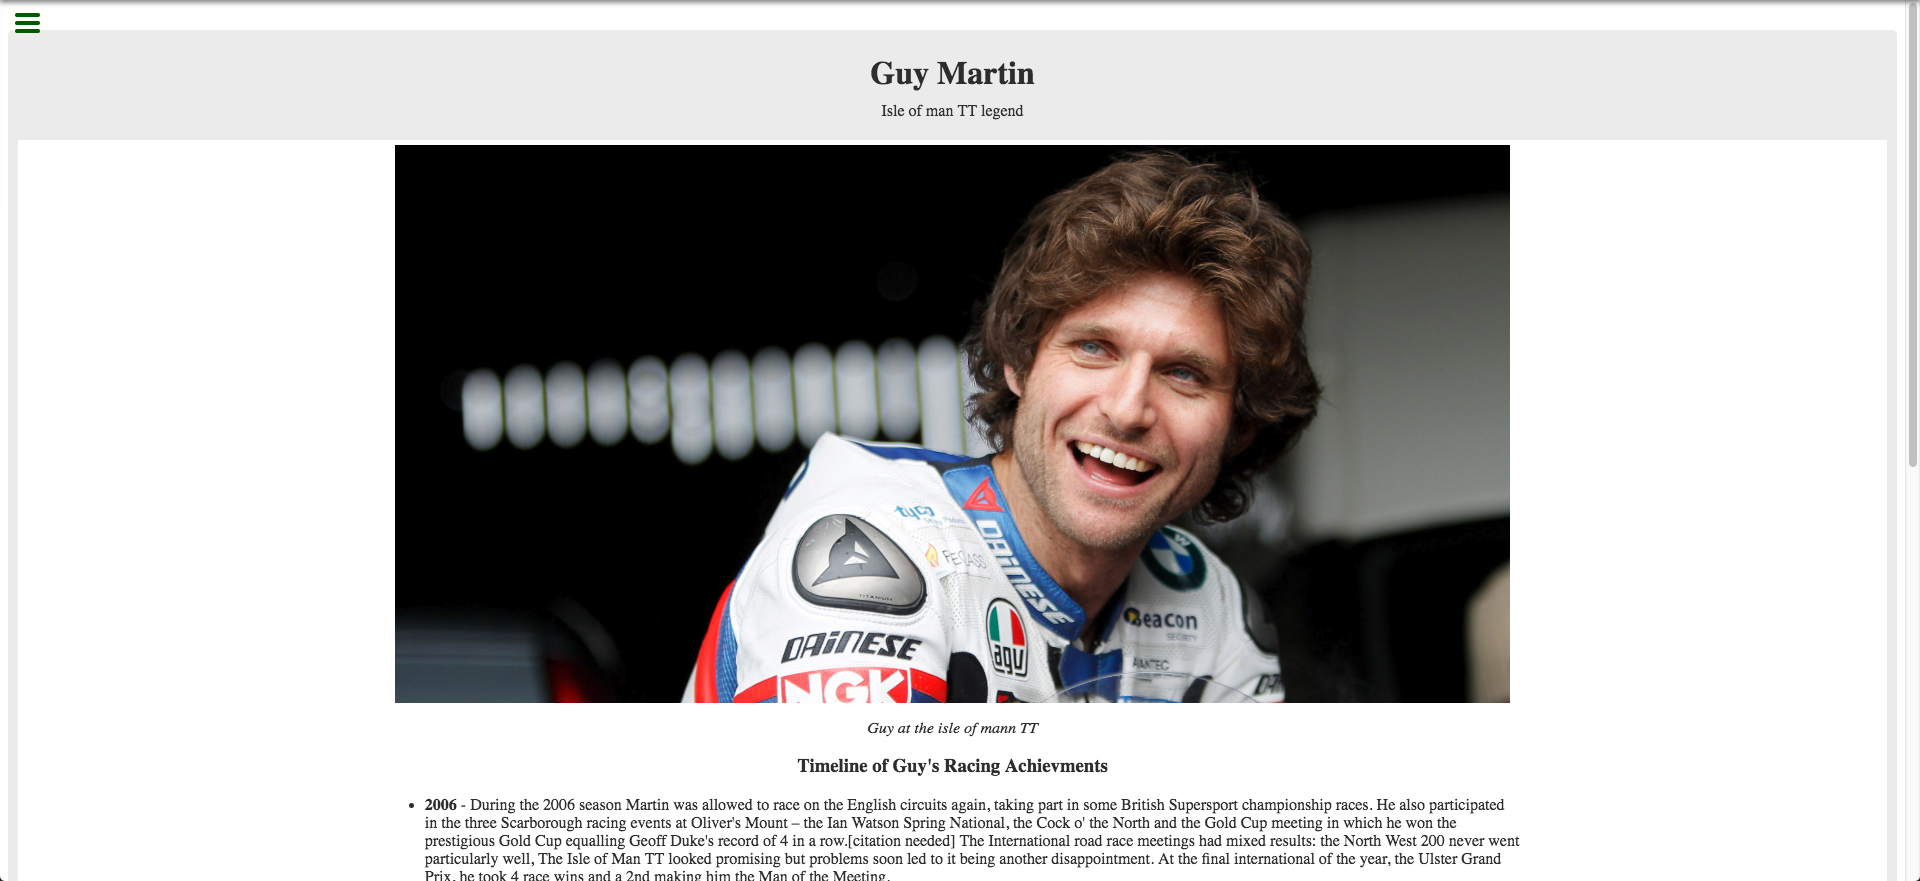 Guy Martin
Isle of man TT legend
tyco
DAINESE
TITANIUM
DAINESE
NGK
agv
Beacon
SECURITY
Guy at the isle of mann TT
Timeline of Guy's Racing Achievments
2006 - During the 2006 season Martin was allowed to race on the English circuits again, taking part in some British Supersport championship races. He also participated
in the three Scarborough racing events at Oliver's Mount – the Ian Watson Spring National, the Cock o' the North and the Gold Cup meeting in which he won the
prestigious Gold Cup equalling Geoff Duke's record of 4 in a row.[citation needed] The International road race meetings had mixed results: the North West 200 never went
particularly well, The Isle of Man TT looked promising but problems soon led to it being another disappointment. At the final international of the year, the Ulster Grand
Prix, he took 4 race wins and a 2nd making him the Man of the Meeting.